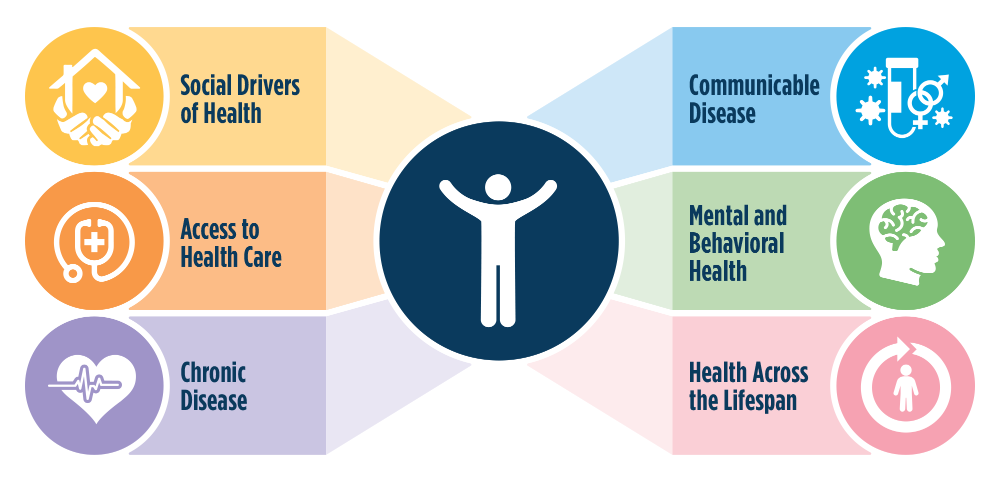 Social Drivers
of Health
Access to
Health Care
Chronic
Disease
Communicable
Disease
Mental and
Behavioral
Health
Health Across
the Lifespan